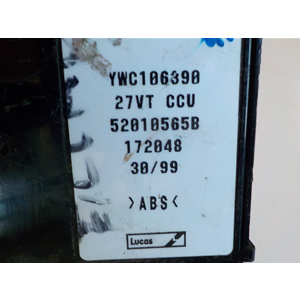 YWC106390
27VT CCU
52010565B
172048
30/99
>ABS<
Lucas